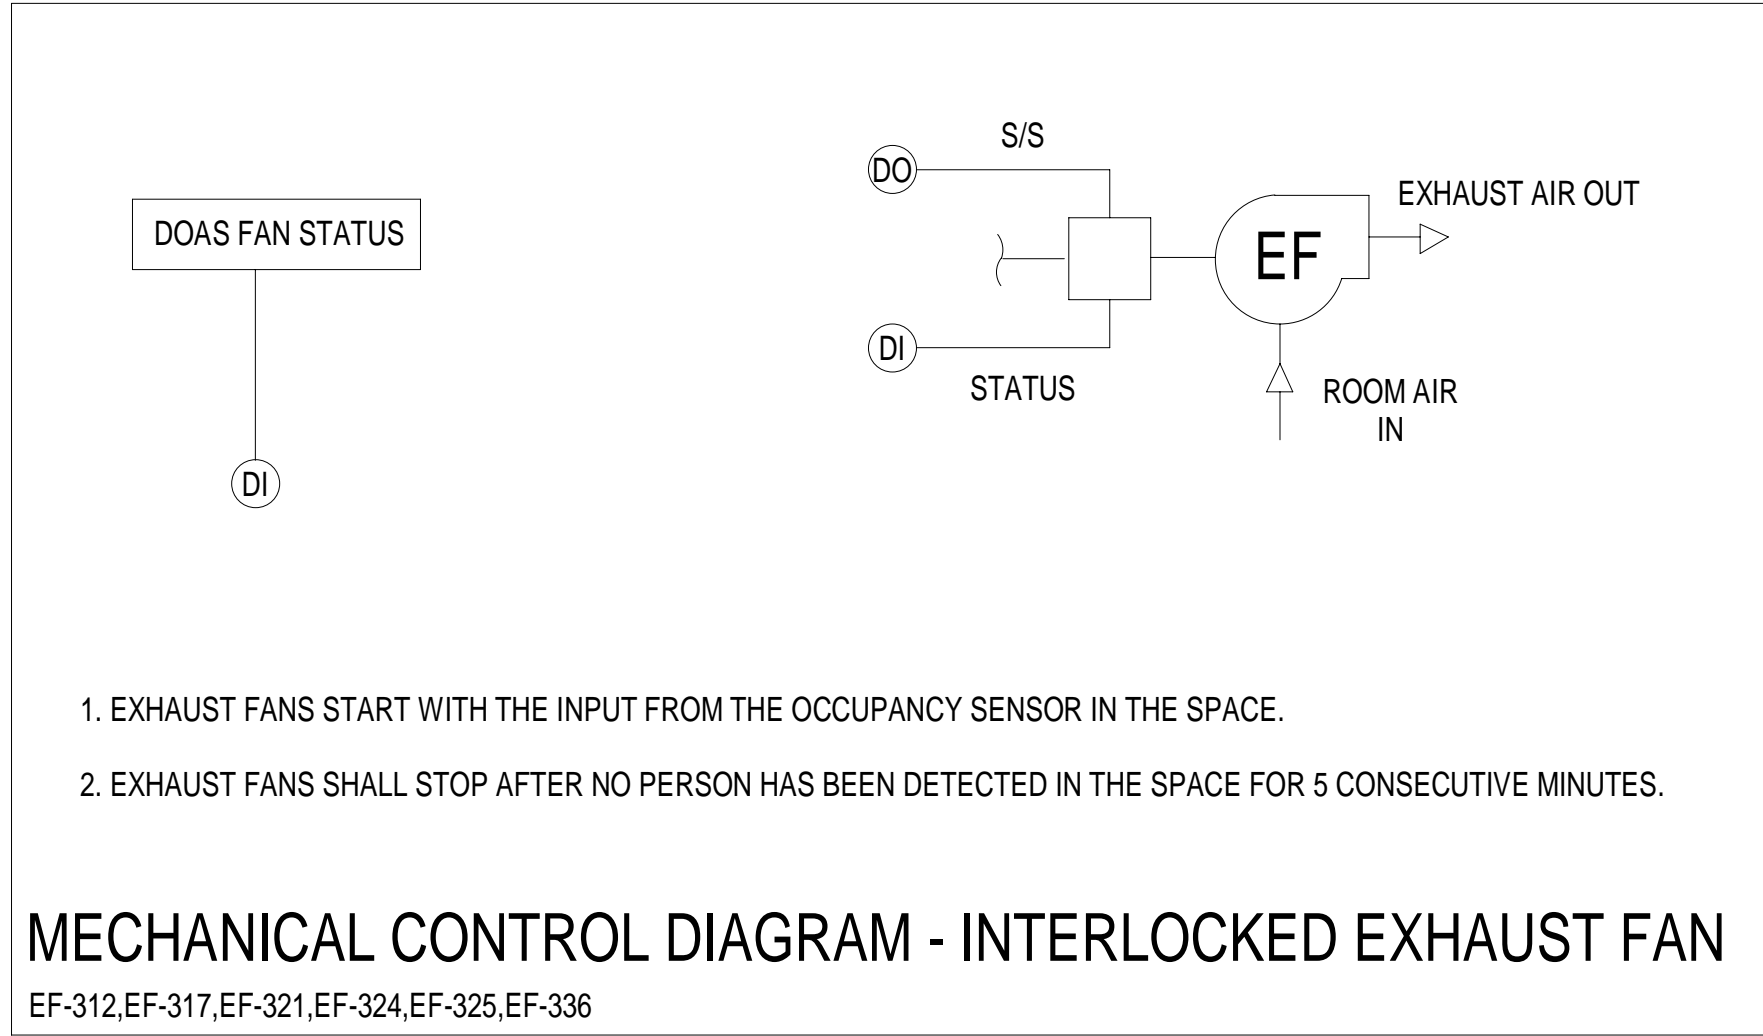 S/S
DO
EXHAUST AIR OUT
DOAS FAN STATUS
EF
DI
STATUS
ROOM AIR
IN
DI
1. EXHAUST FANS START WITH THE INPUT FROM THE OCCUPANCY SENSOR IN THE SPACE.
2. EXHAUST FANS SHALL STOP AFTER NO PERSON HAS BEEN DETECTED IN THE SPACE FOR 5 CONSECUTIVE MINUTES.
MECHANICAL CONTROL DIAGRAM - INTERLOCKED EXHAUST FAN
EF-312,EF-317,EF-321,EF-324,EF-325,EF-336